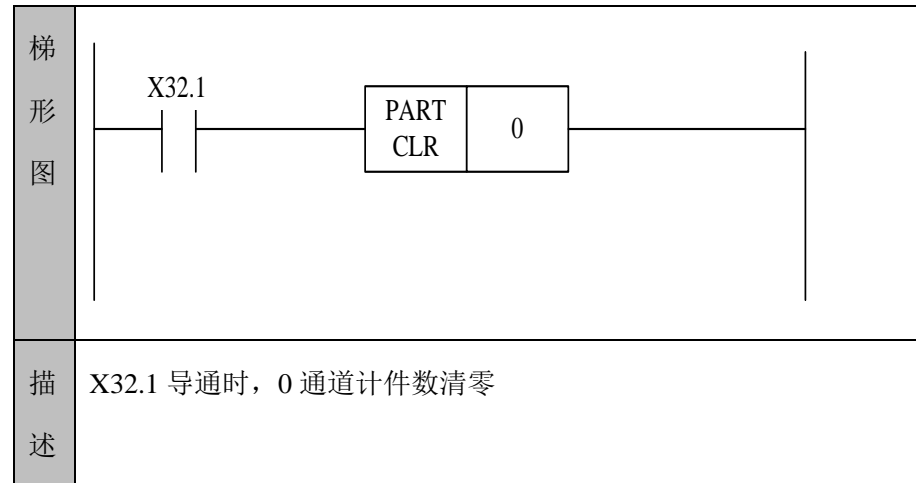 梯
形
图
X32.1
PART
CLR
0
描
述
X32.1 导通时，0 通道计件数清零